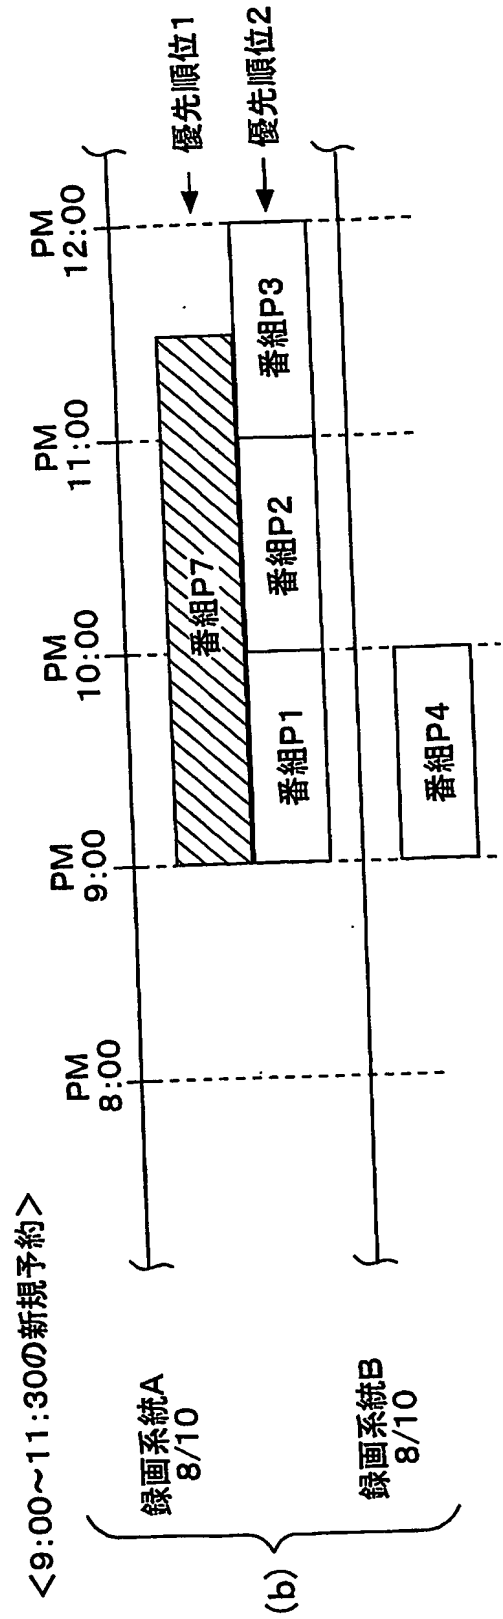 <9:00~11:30の新規予約>
PM
8:00
PM
9:00
PM
10:00
PM
11:00
PM
12:00
録画系統A
8/10
番組P7
優先順位1
番組P1
番組P2
番組P3
優先順位2
録画系統B
8/10
番組P4
(b)